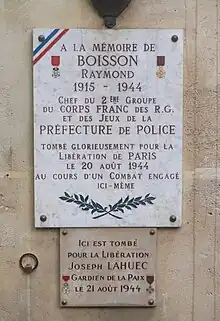 A LA MÉMOIRE DE
BOISSON
RAYMOND
1915 - 1944
CHEF DU 2ÈME GROUPE
DU CORPS FRANC DES R.G.
ET DES JEUX DE LA
PRÉFECTURE DE POLICE
TOMBÉ GLORIEUSEMENT POUR LA
LIBÉRATION DE PARIS
LE 20 AOÛT 1944
AU COURS D'UN COMBAT ENGAGÉ
ICI-MÊME
ICI EST TOMBÉ
POUR LA LIBÉRATION
JOSEPH LAHUEC
GARDIEN DE LA PAIX
LE 21 AOUT 1944